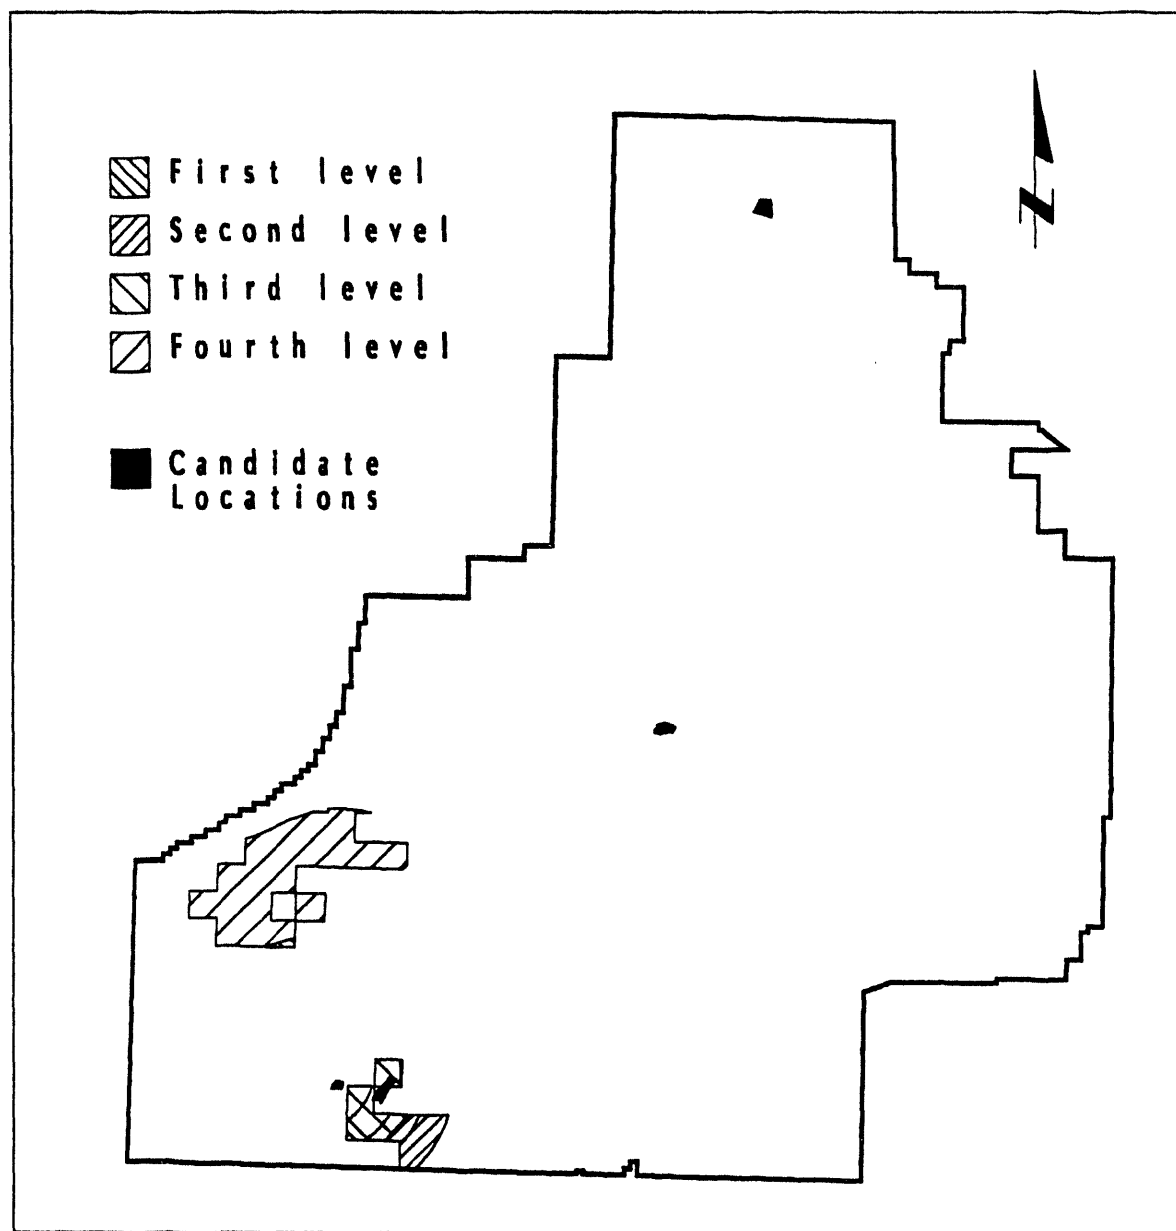 First level
Second level
Third level
Fourth level
Candidate
Locations
N